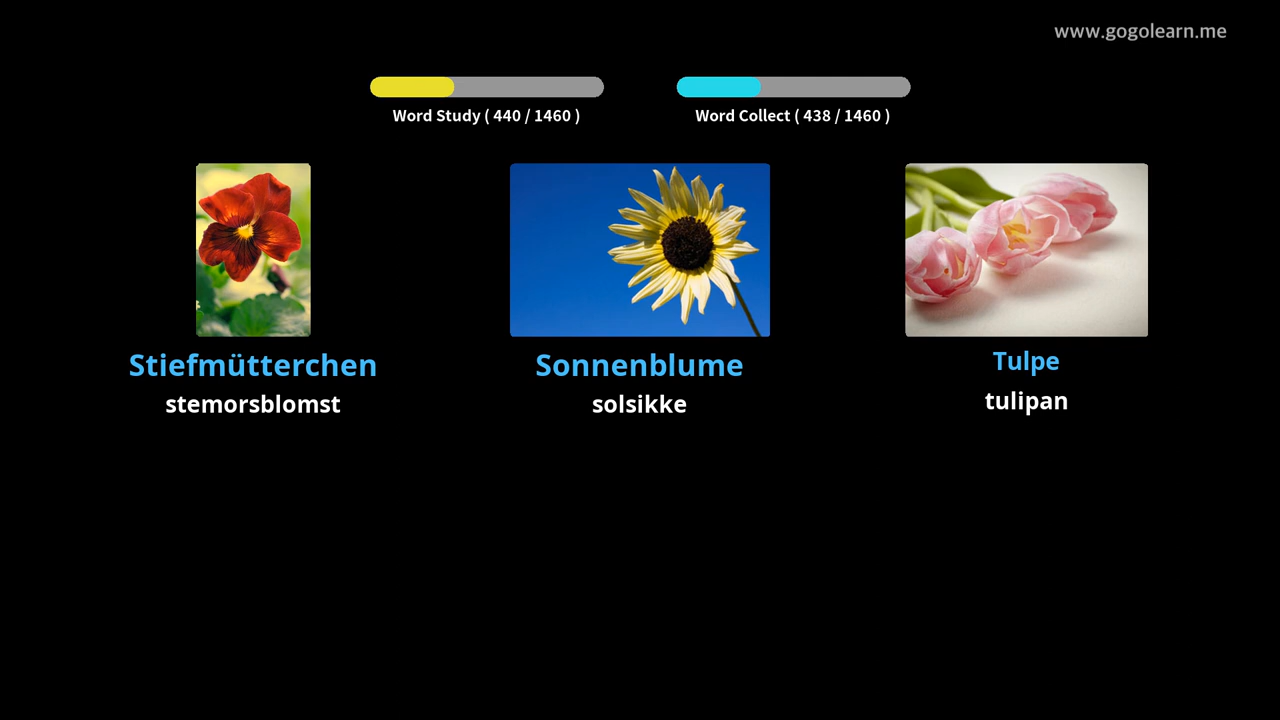 www.gogolearn.me
Word Study ( 440 / 1460 )
Word Collect ( 438 / 1460 )
Stiefmütterchen
stemorsblomst
Sonnenblume
solsikke
Tulpe
tulipan